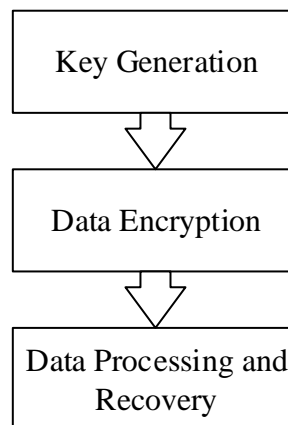 Key Generation
Data Encryption
Data Processing and
Recovery